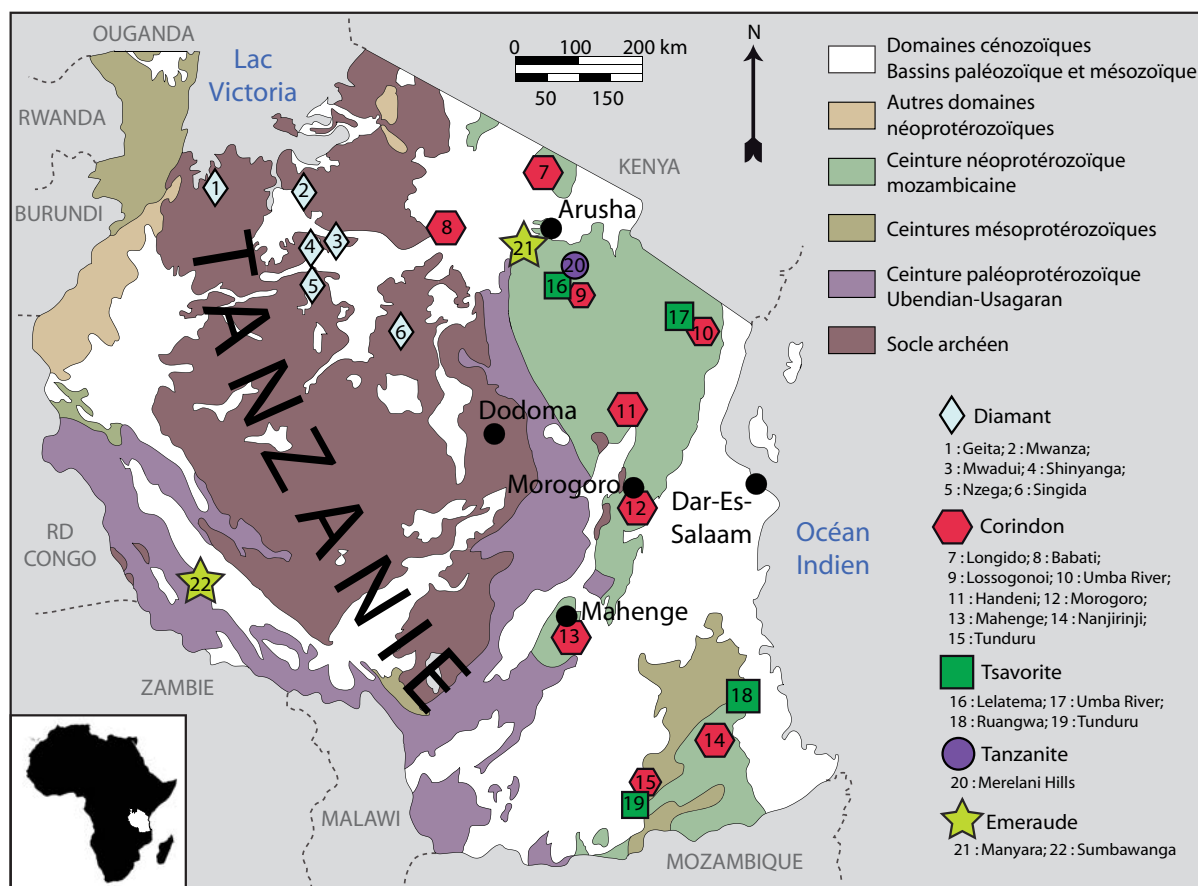 OUGANDA
Lac
Victoria
RWANDA
BURUNDI
RD
CONGO
ZAMBIE
MALAWI
MOZAMBIQUE
KENYA
Océan
Indien
TANZANIE
0 100 200 km
50 150
N
Arusha
Dodoma
Morogoro
Dar-Es-
Salaam
Mahenge
1
2
3
4
5
6
7
8
9
10
11
12
13
14
15
16
17
18
19
20
21
22
Domaines cénozoïques
Bassins paléozoïque et mésozoïque
Autres domaines
néoprotérozoïques
Ceinture néoprotérozoïque
mozambicaine
Ceintures mésoprotérozoïques
Ceinture paléoprotérozoïque
Ubendian-Usagaran
Socle archéen
Diamant
1 : Geita; 2 : Mwanza;
3 : Mwadui; 4 : Shinyanga;
5 : Nzega; 6 : Singida
Corindon
7 : Longido; 8 : Babati;
9 : Lossogonoi; 10 : Umba River;
11 : Handeni; 12 : Morogoro;
13 : Mahenge; 14 : Nanjirinji;
15 : Tunduru
Tsavorite
16 : Lelatema; 17 : Umba River;
18 : Ruangwa; 19 : Tunduru
Tanzanite
20 : Merelani Hills
Emeraude
21 : Manyara; 22 : Sumbawanga